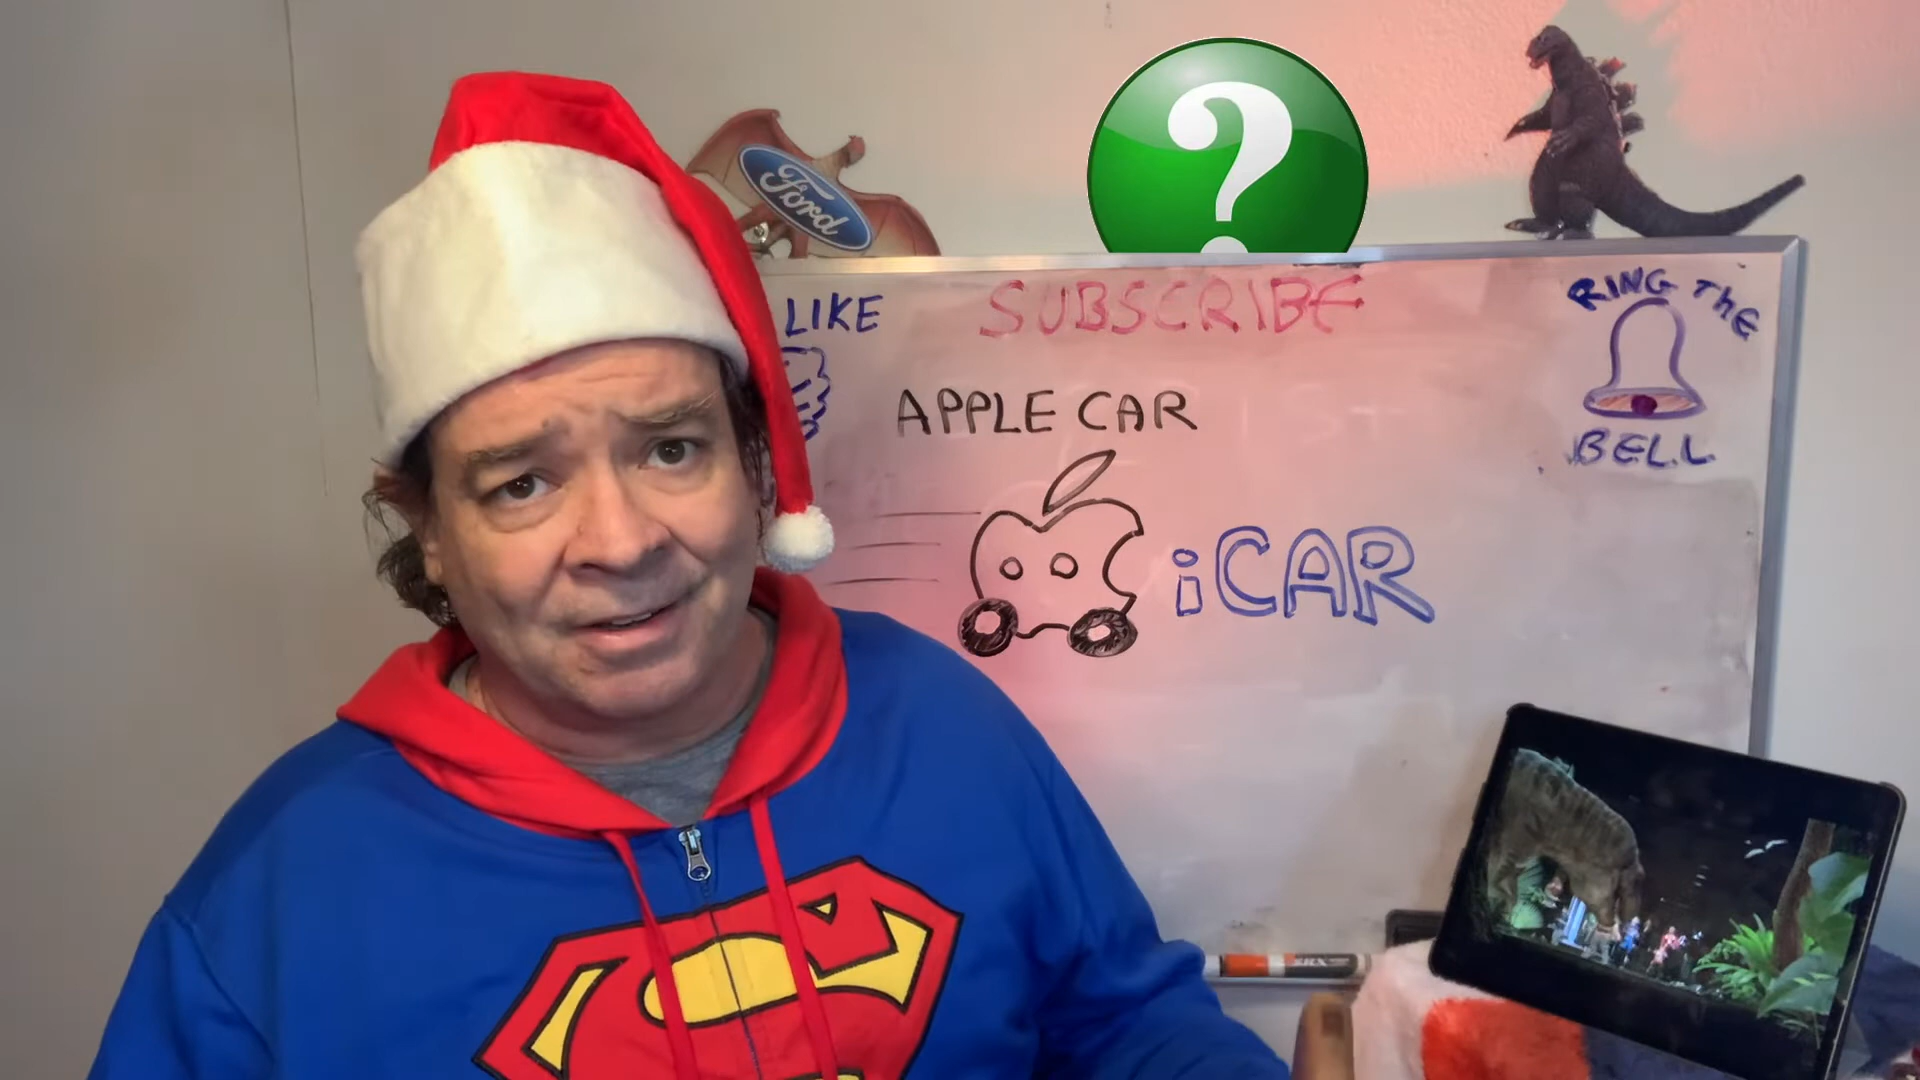 Ford
?
LIKE
SUBSCRIBE
RING THE
BELL
APPLE CAR
iCAR